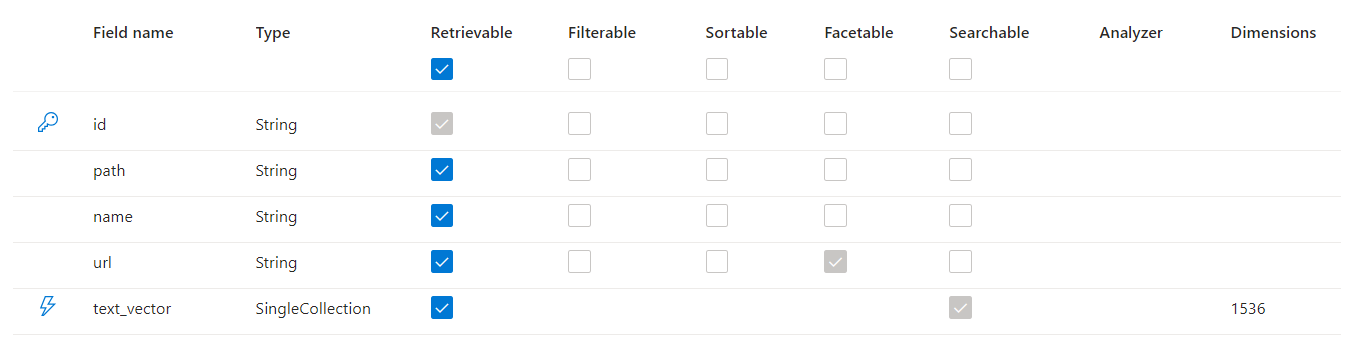 Field name Type Retrievable Filterable Sortable Facetable Searchable Analyzer Dimensions
id String
path String
name String
url String
text_vector SingleCollection 1536